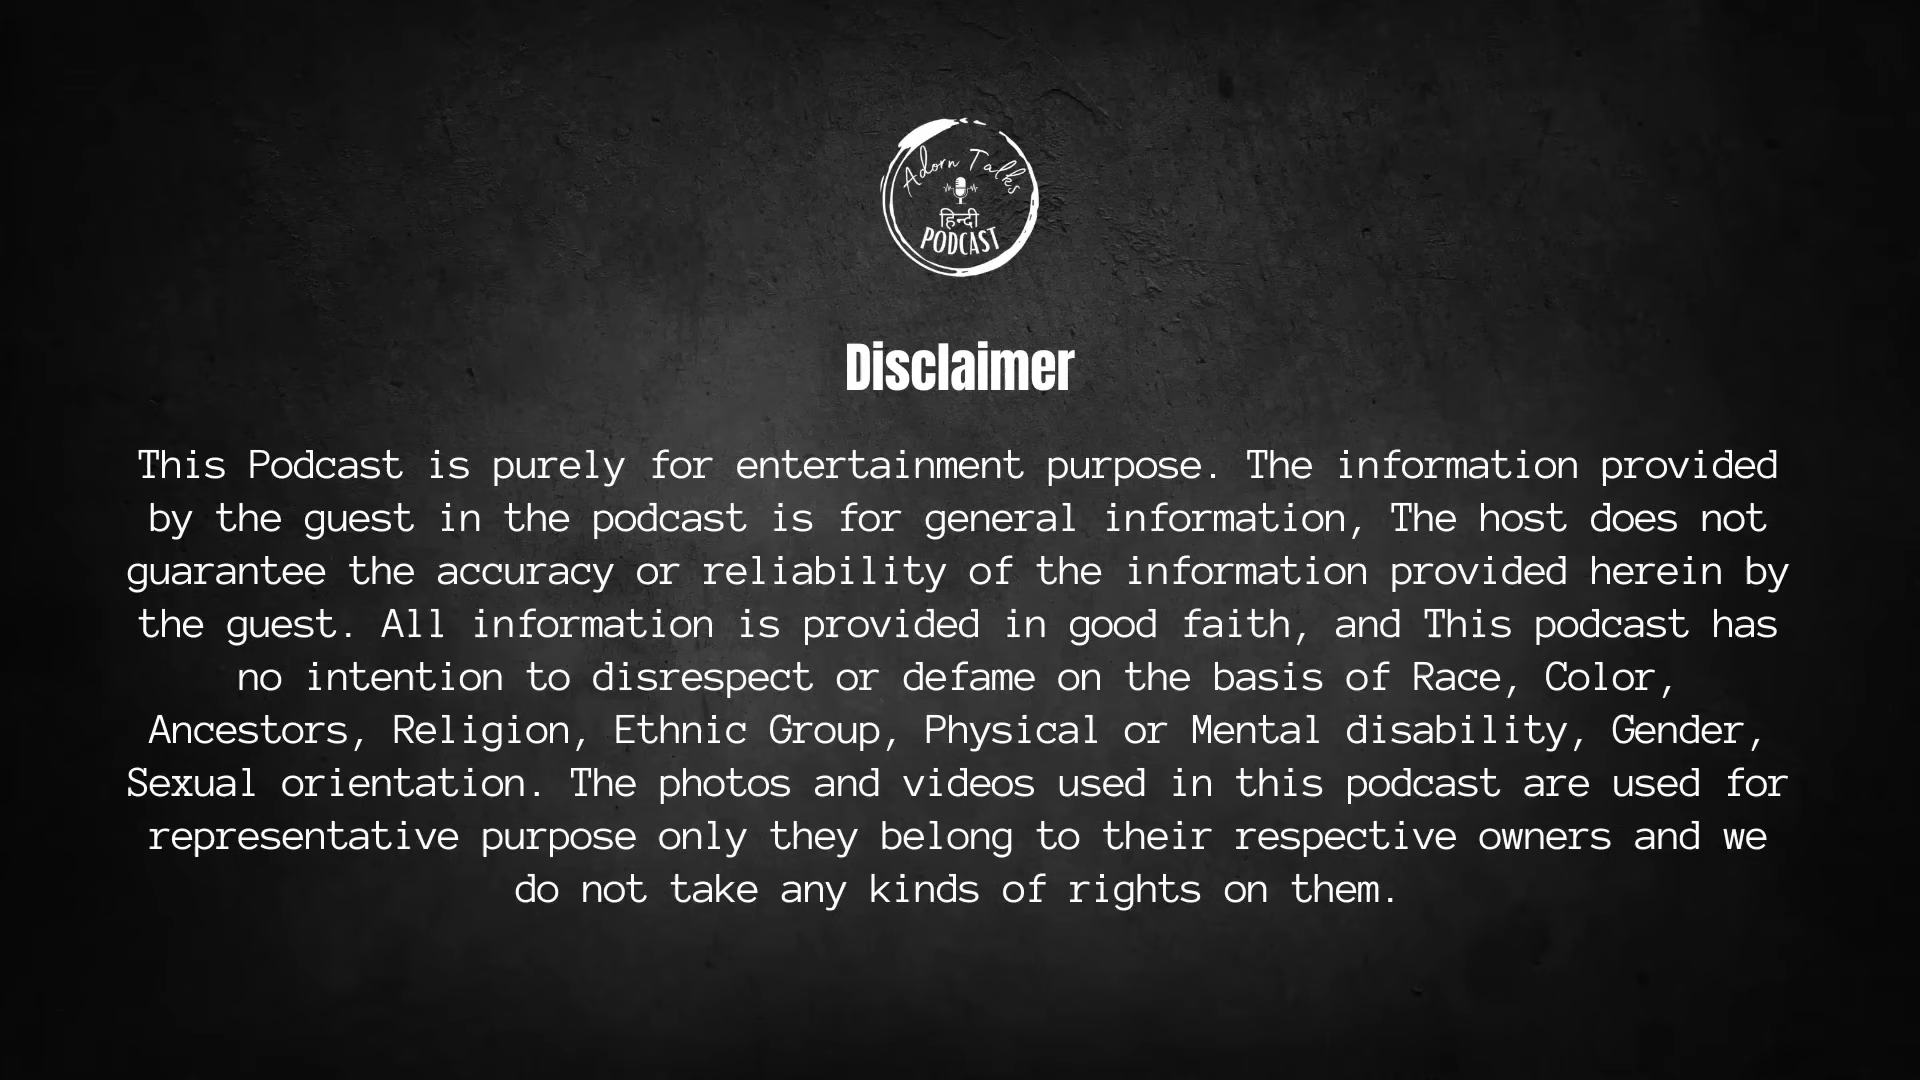 Adorn Talks
हिन्दी
PODCAST
Disclaimer
This Podcast is purely for entertainment purpose. The information provided
by the guest in the podcast is for general information, The host does not
guarantee the accuracy or reliability of the information provided herein by
the guest. All information is provided in good faith, and This podcast has
no intention to disrespect or defame on the basis of Race, Color,
Ancestors, Religion, Ethnic Group, Physical or Mental disability, Gender,
Sexual orientation. The photos and videos used in this podcast are used for
representative purpose only they belong to their respective owners and we
do not take any kinds of rights on them.